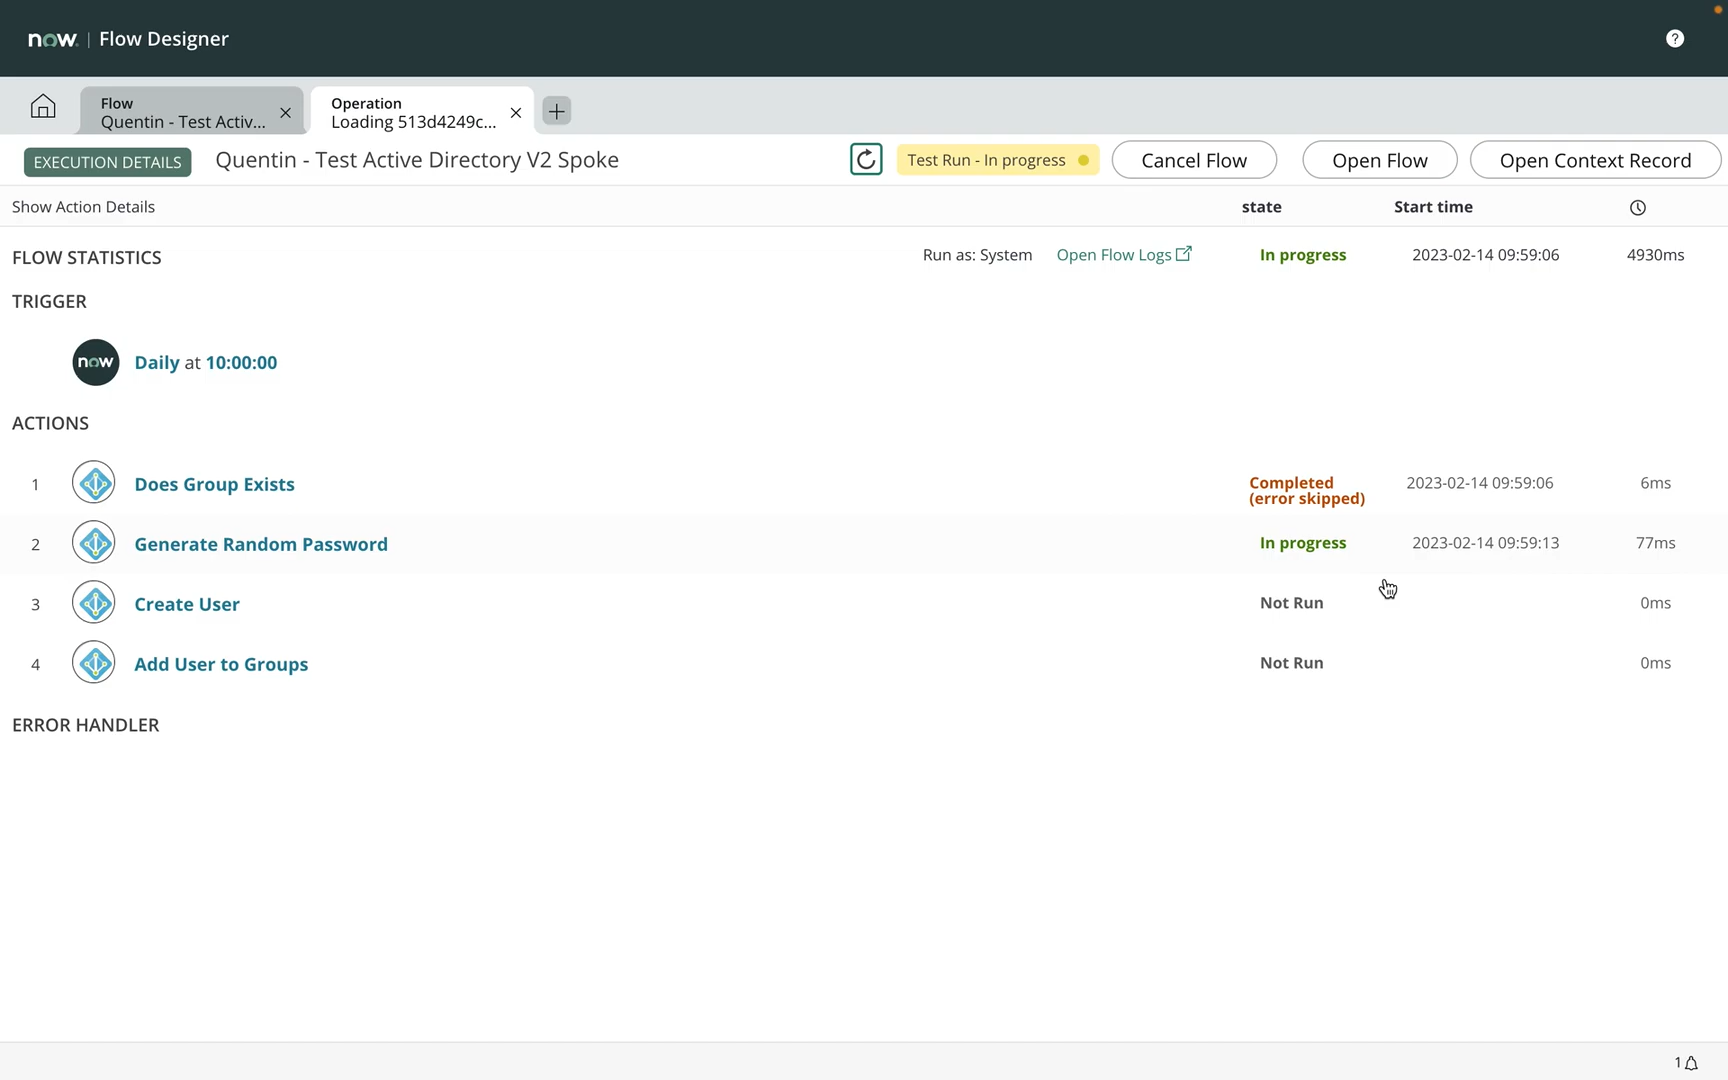 now. | Flow Designer
?
Flow
Quentin - Test Activ...
Operation
Loading 513d4249c...
EXECUTION DETAILS
Quentin - Test Active Directory V2 Spoke
Test Run - In progress
Cancel Flow
Open Flow
Open Context Record
Show Action Details
state
Start time
FLOW STATISTICS
Run as: System
Open Flow Logs
In progress
2023-02-14 09:59:06
4930ms
TRIGGER
now
Daily at 10:00:00
ACTIONS
1
Does Group Exists
Completed
(error skipped)
2023-02-14 09:59:06
6ms
2
Generate Random Password
In progress
2023-02-14 09:59:13
77ms
3
Create User
Not Run
0ms
4
Add User to Groups
Not Run
0ms
ERROR HANDLER
1